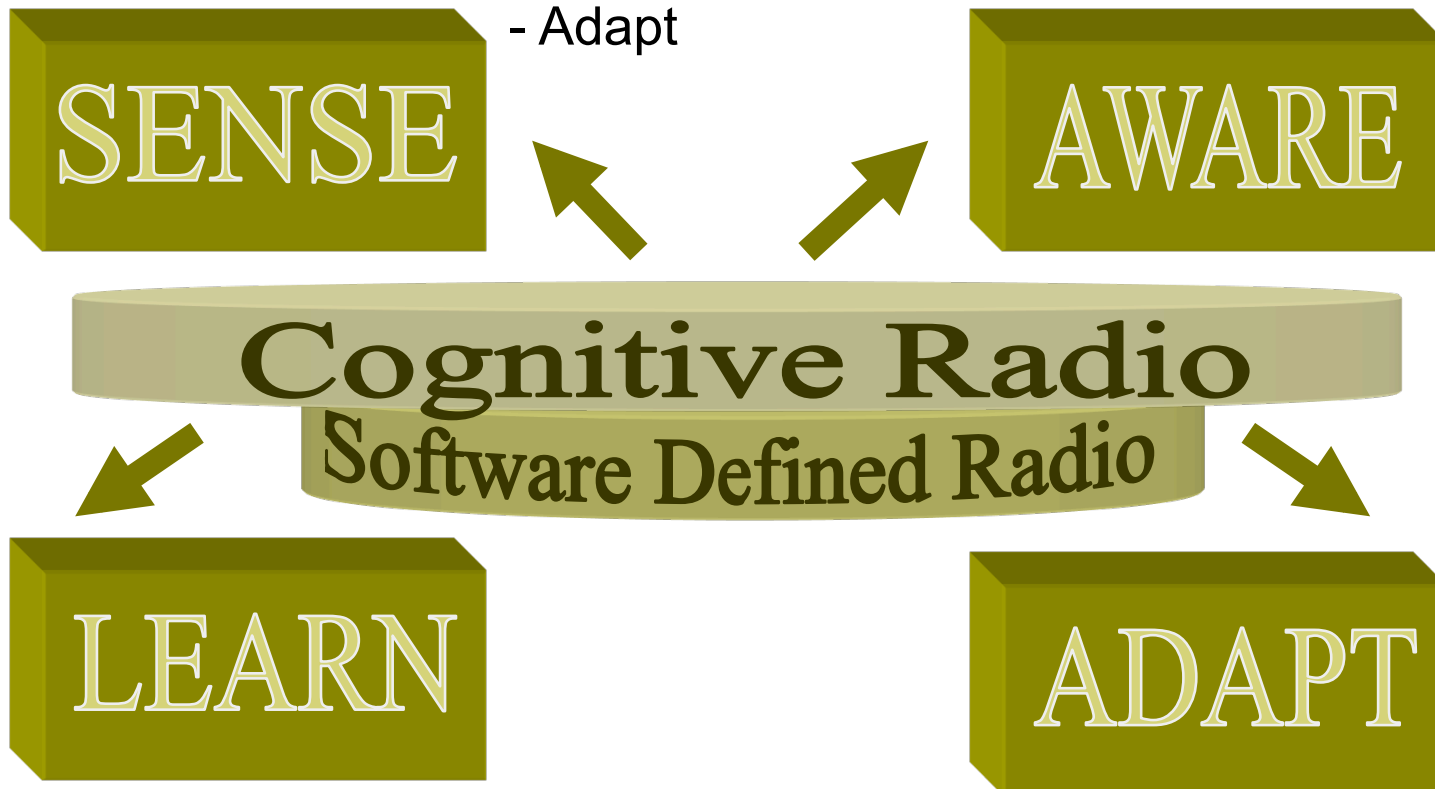 - Adapt
SENSE
AWARE
Cognitive Radio
Software Defined Radio
LEARN
ADAPT